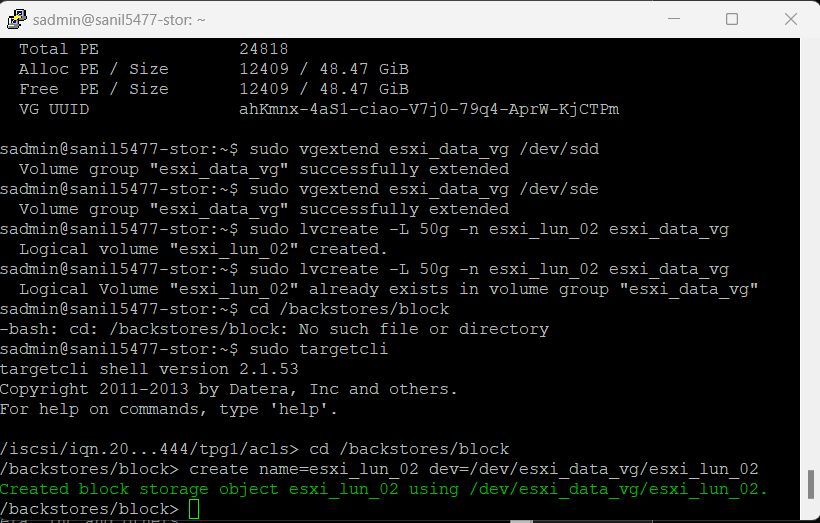 sadmin@sanil5477-stor: ~
Total PE 24818
Alloc PE / Size 12409 / 48.47 GiB
Free PE / Size 12409 / 48.47 GiB
VG UUID ahKmnx-4aS1-ciao-V7j0-79q4-AprW-KjCTPm
sadmin@sanil5477-stor:~$ sudo vgextend esxi_data_vg /dev/sdd
Volume group "esxi_data_vg" successfully extended
sadmin@sanil5477-stor:~$ sudo vgextend esxi_data_vg /dev/sde
Volume group "esxi_data_vg" successfully extended
sadmin@sanil5477-stor:~$ sudo lvcreate -L 50g -n esxi_lun_02 esxi_data_vg
Logical volume "esxi_lun_02" created.
sadmin@sanil5477-stor:~$ sudo lvcreate -L 50g -n esxi_lun_02 esxi_data_vg
Logical Volume "esxi_lun_02" already exists in volume group "esxi_data_vg"
sadmin@sanil5477-stor:~$ cd /backstores/block
-bash: cd: /backstores/block: No such file or directory
sadmin@sanil5477-stor:~$ sudo targetcli
targetcli shell version 2.1.53
Copyright 2011-2013 by Datera, Inc and others.
For help on commands, type 'help'.
/iscsi/iqn.20...444/tpg1/acls> cd /backstores/block
/backstores/block> create name=esxi_lun_02 dev=/dev/esxi_data_vg/esxi_lun_02
Created block storage object esxi_lun_02 using /dev/esxi_data_vg/esxi_lun_02.
/backstores/block>